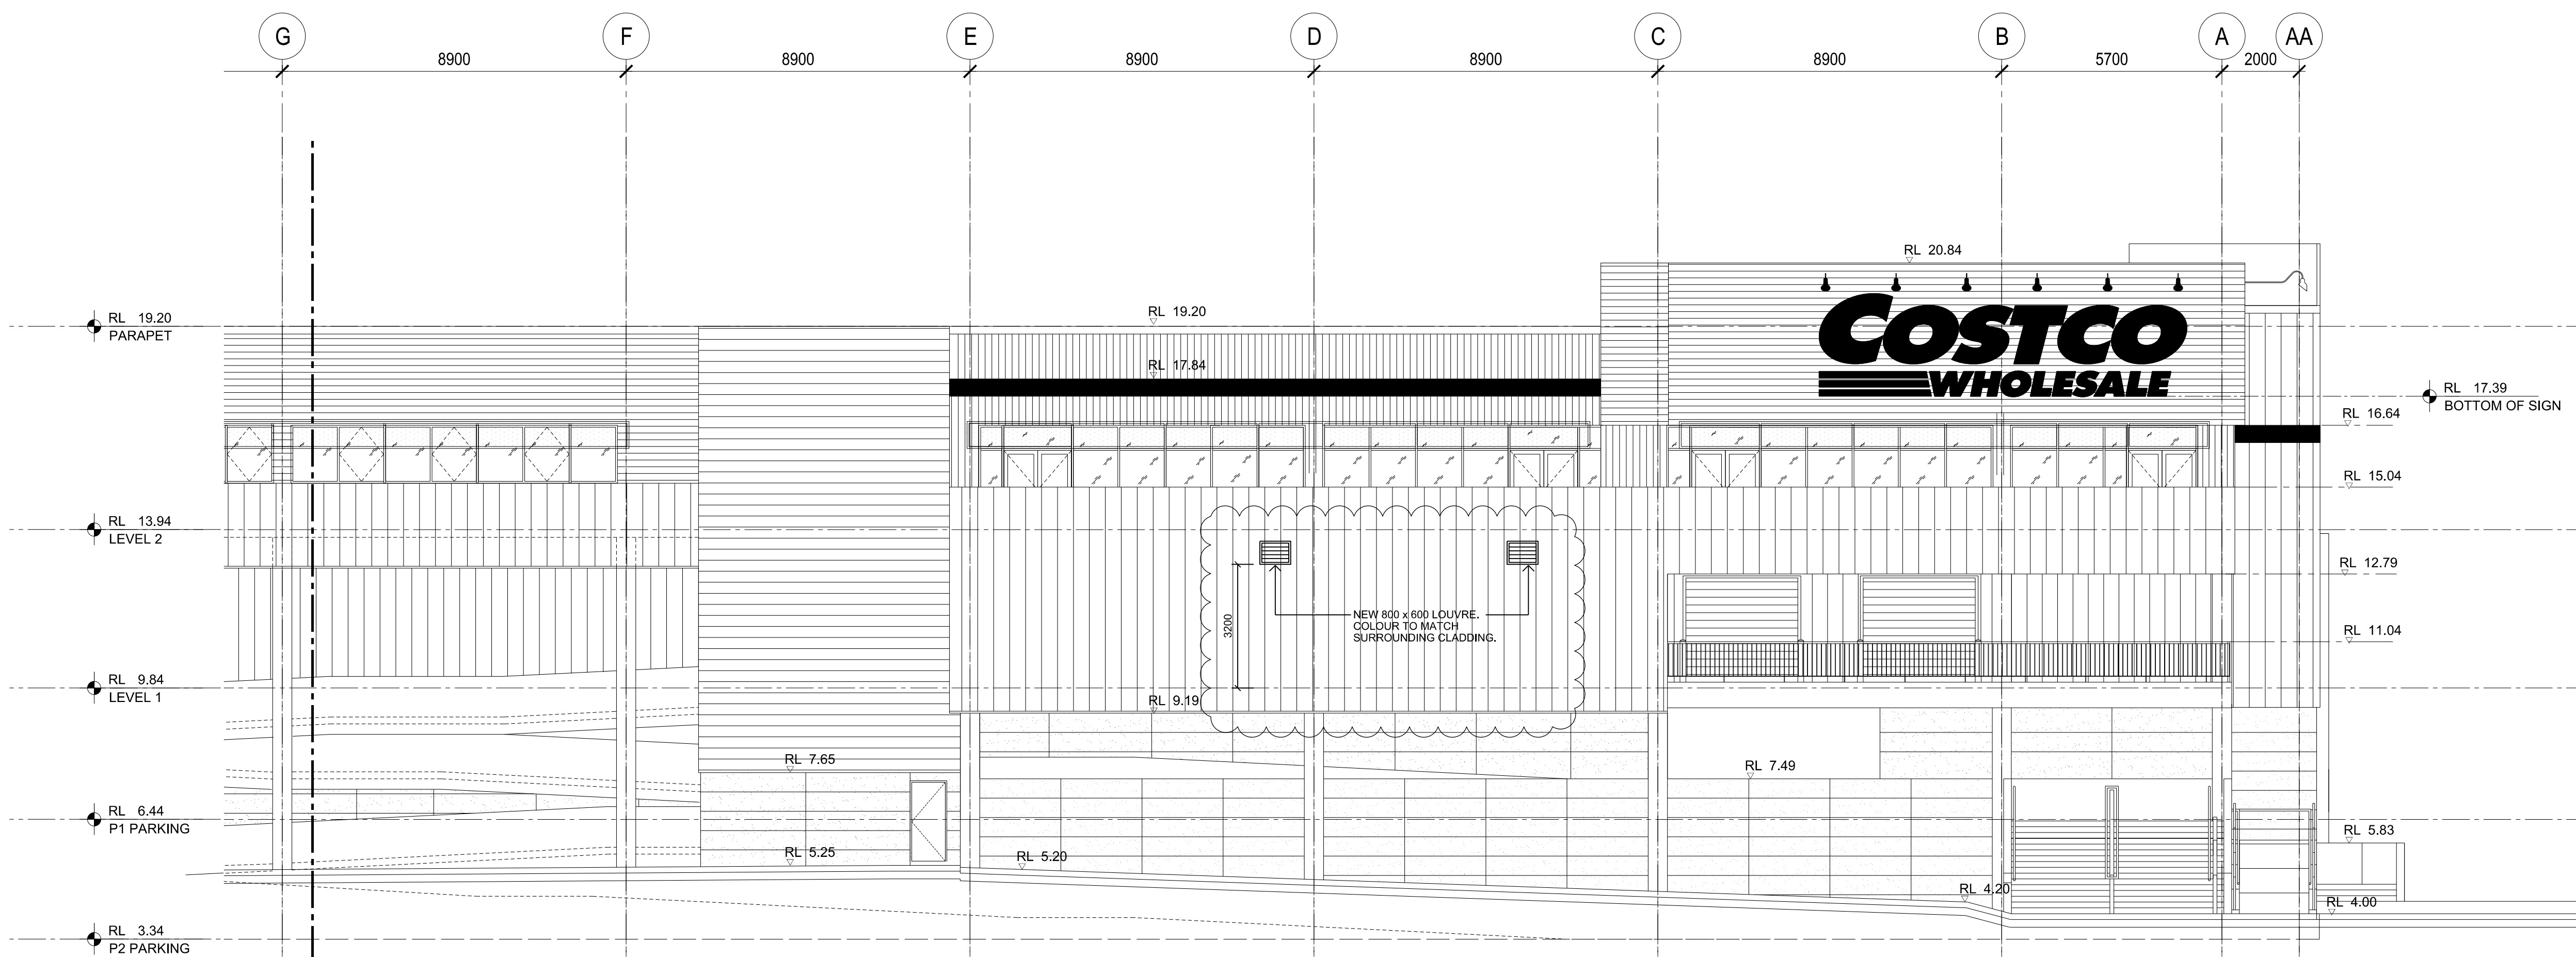 G F E D C B A AA
8900 8900 8900 8900 8900 5700 2000
RL 20.84
RL 19.20
PARAPET
RL 19.20
COSTCO
WHOLESALE
RL 17.84
RL 17.39
BOTTOM OF SIGN
RL 16.64
RL 15.04
RL 13.94
LEVEL 2
RL 12.79
NEW 800 x 600 LOUVRE.
COLOUR TO MATCH
SURROUNDING CLADDING.
3200
RL 11.04
RL 9.84
LEVEL 1
RL 9.19
RL 7.65
RL 7.49
RL 6.44
P1 PARKING
RL 5.83
RL 5.25
RL 5.20
RL 4.20
RL 4.00
RL 3.34
P2 PARKING